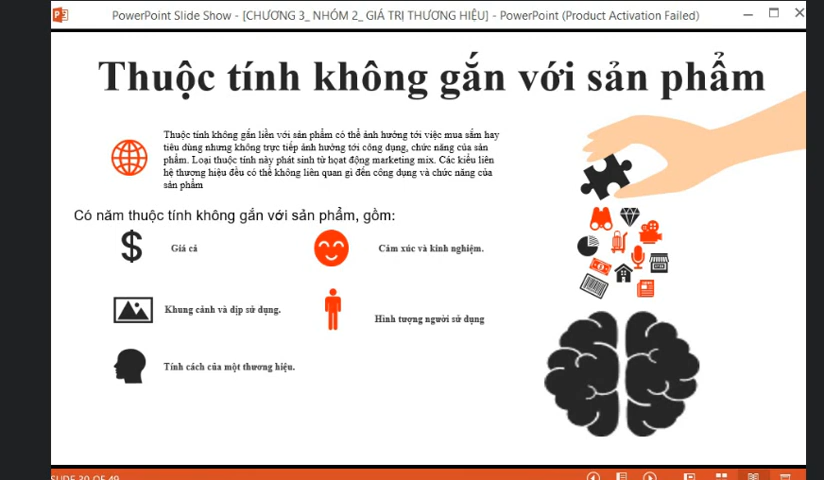 PowerPoint Slide Show - [CHƯƠNG 3_ NHÓM 2_ GIÁ TRỊ THƯƠNG HIỆU] - PowerPoint (Product Activation Failed)
Thuộc tính không gắn với sản phẩm
Thuộc tính không gắn liền với sản phẩm có thể ảnh hưởng tới việc mua sắm hay
tiêu dùng nhưng không trực tiếp ảnh hưởng tới công dụng, chức năng của sản
phẩm. Loại thuộc tính này phát sinh từ hoạt động marketing mix. Các kiểu liên
hệ thương hiệu đều có thể không liên quan gì đến công dụng và chức năng của
sản phẩm
Có năm thuộc tính không gắn với sản phẩm, gồm:
Giá cả
Cảm xúc và kinh nghiệm.
Khung cảnh và dịp sử dụng.
Hình tượng người sử dụng
Tính cách của một thương hiệu.
SLIDE 30 OF 49